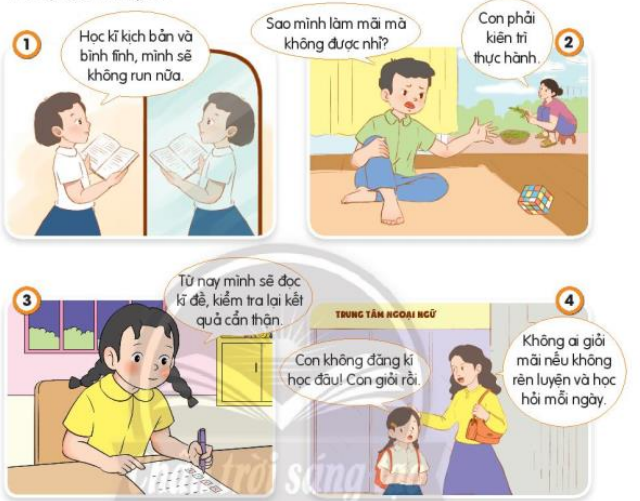 1
Học kĩ kịch bản và
bình tĩnh, mình sẽ
không run nữa.
Sao mình làm mãi mà
không được nhỉ?
Con phải
kiên trì
thực hành.
2
3
Từ nay mình sẽ đọc
kĩ đề, kiểm tra lại kết
quả cẩn thận.
TRUNG TÂM NGOẠI NGỮ
4
Con không đăng kí
học đâu! Con giỏi rồi.
Không ai giỏi
mãi nếu không
rèn luyện và học
hỏi mỗi ngày.
Chân trời sáng tạo